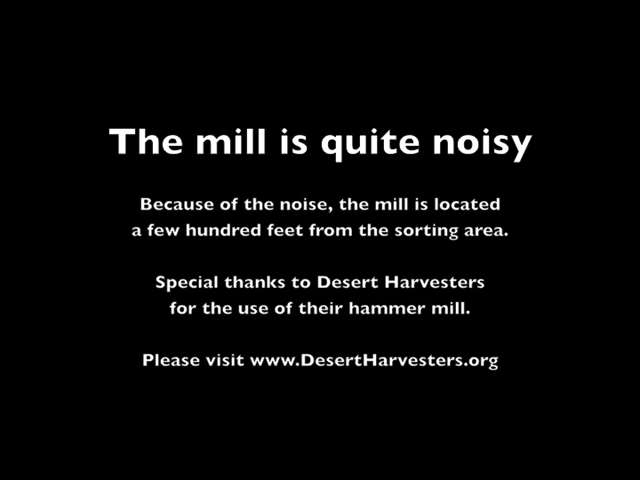 The mill is quite noisy
Because of the noise, the mill is located
a few hundred feet from the sorting area.
Special thanks to Desert Harvesters
for the use of their hammer mill.
Please visit www.DesertHarvesters.org